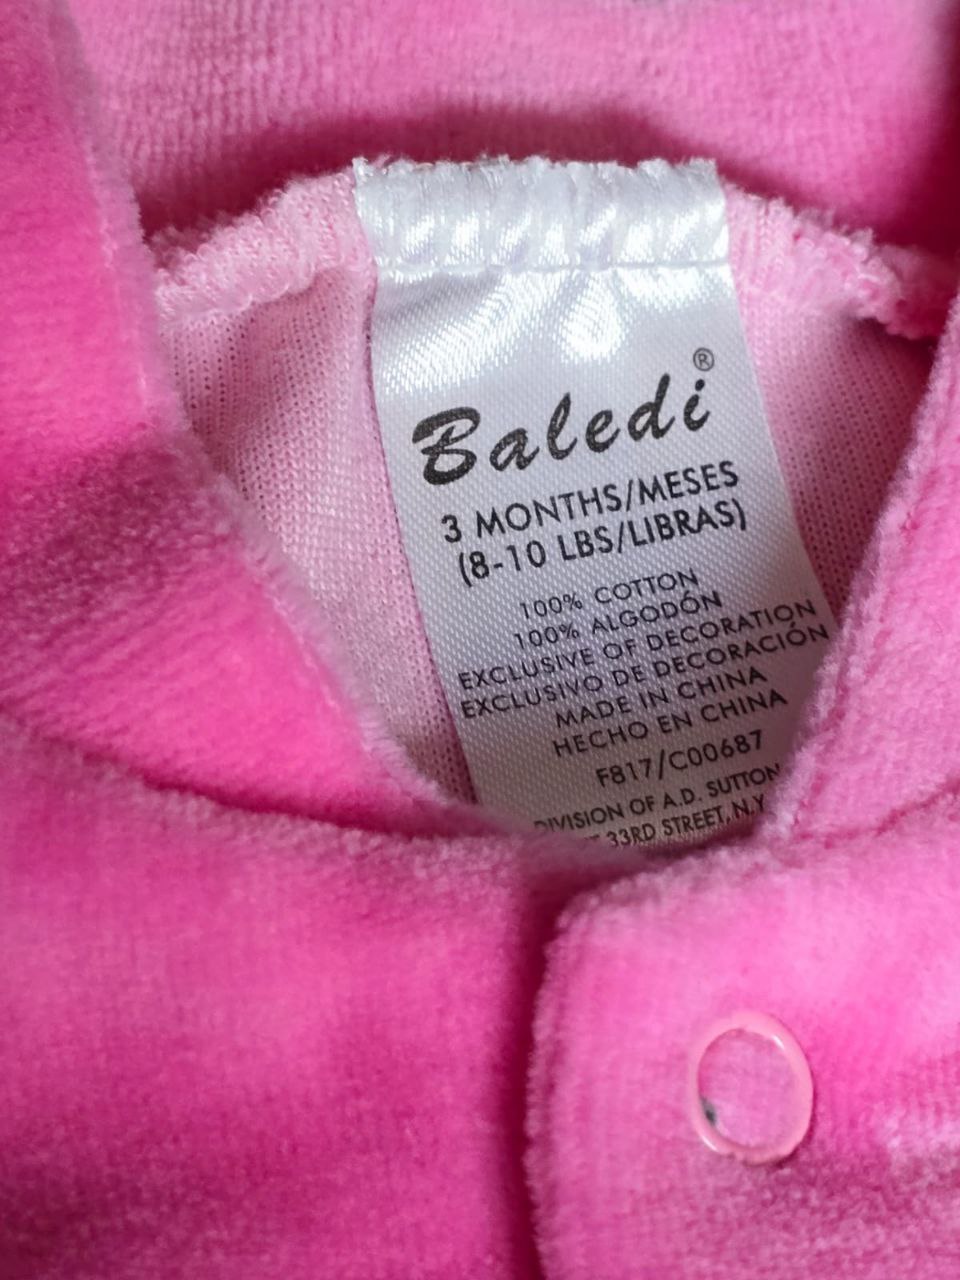 Baledi®
3 MONTHS/MESES
(8-10 LBS/LIBRAS)
100% COTTON
100% ALGODÓN
EXCLUSIVE OF DECORATION
EXCLUSIVO DE DECORACIÓN
MADE IN CHINA
HECHO EN CHINA
F817/C00687
DIVISION OF A.D. SUTTON
33RD STREET, N.Y